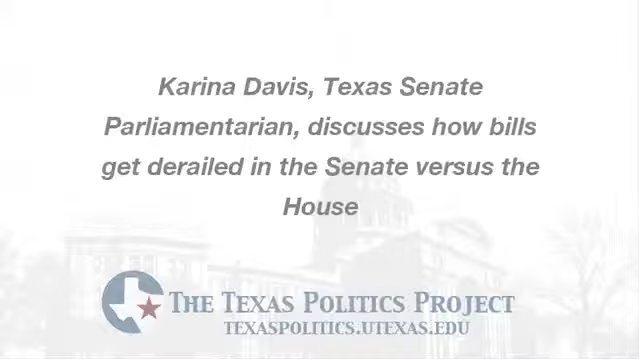 Karina Davis, Texas Senate
Parliamentarian, discusses how bills
get derailed in the Senate versus the
House
THE TEXAS POLITICS PROJECT
TEXASPOLITICS.UTEXAS.EDU